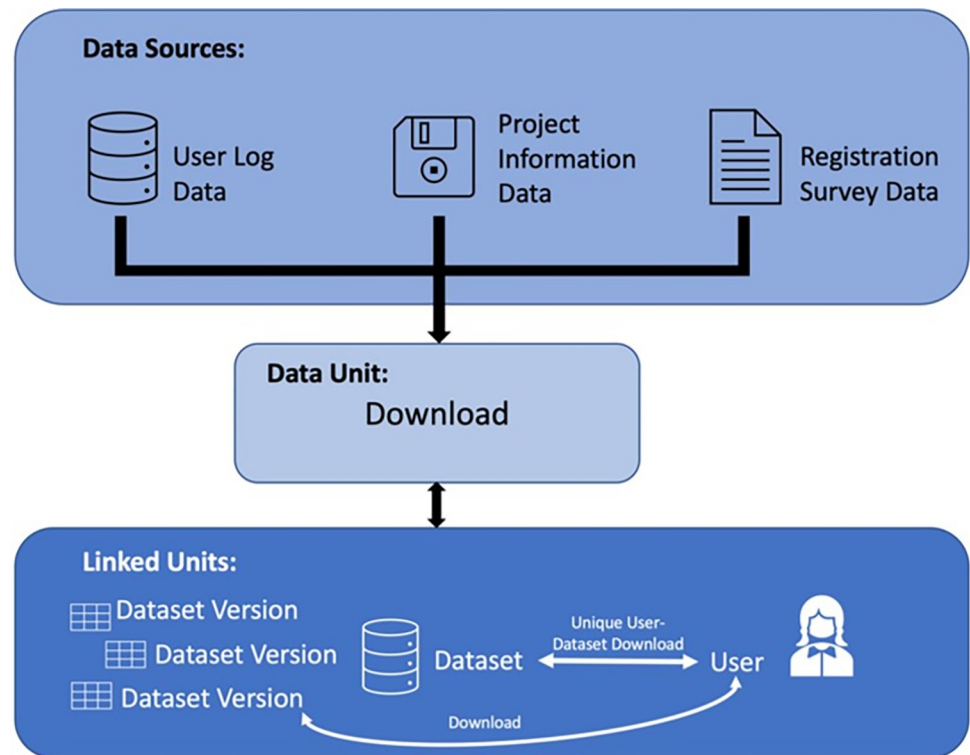 Data Sources:
User Log
Data
Project
Information
Data
Registration
Survey Data
Data Unit:
Download
Linked Units:
Dataset Version
Dataset Version
Dataset Version
Dataset
Unique User-
Dataset Download
User
Download